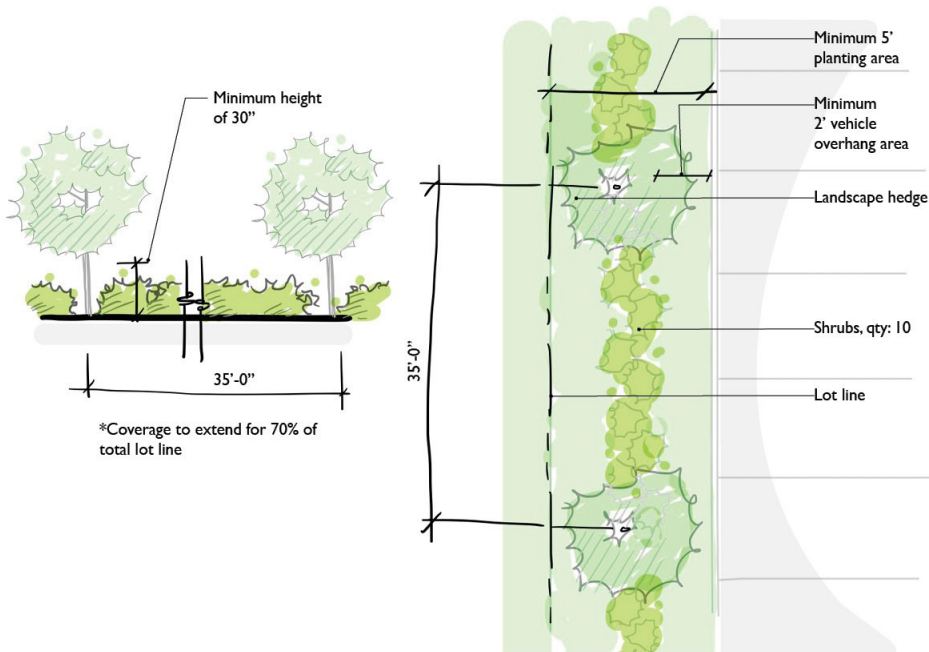 Minimum height
of 30”
35’-0”
*Coverage to extend for 70% of
total lot line
35’-0”
Minimum 5’
planting area
Minimum
2’ vehicle
overhang area
Landscape hedge
Shrubs, qty: 10
Lot line